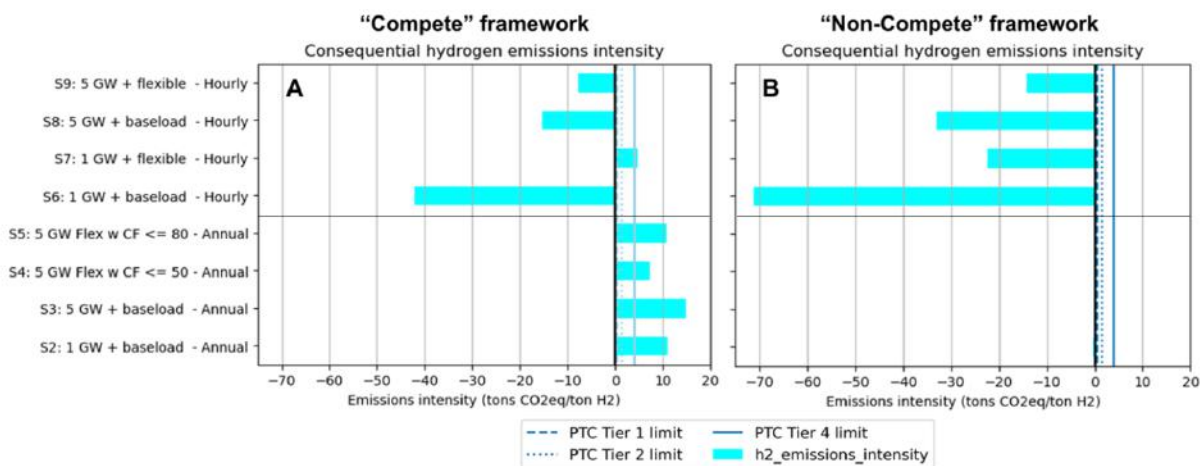 “Compete” framework
Consequential hydrogen emissions intensity
A
S9: 5 GW + flexible - Hourly
S8: 5 GW + baseload - Hourly
S7: 1 GW + flexible - Hourly
S6: 1 GW + baseload - Hourly
S5: 5 GW Flex w CF <= 80 - Annual
S4: 5 GW Flex w CF <= 50 - Annual
S3: 5 GW + baseload - Annual
S2: 1 GW + baseload - Annual
−70 −60 −50 −40 −30 −20 −10 0 10 20
Emissions intensity (tons CO2eq/ton H2)
“Non-Compete” framework
Consequential hydrogen emissions intensity
B
−70 −60 −50 −40 −30 −20 −10 0 10 20
Emissions intensity (tons CO2eq/ton H2)
PTC Tier 1 limit
PTC Tier 2 limit
PTC Tier 4 limit
h2_emissions_intensity